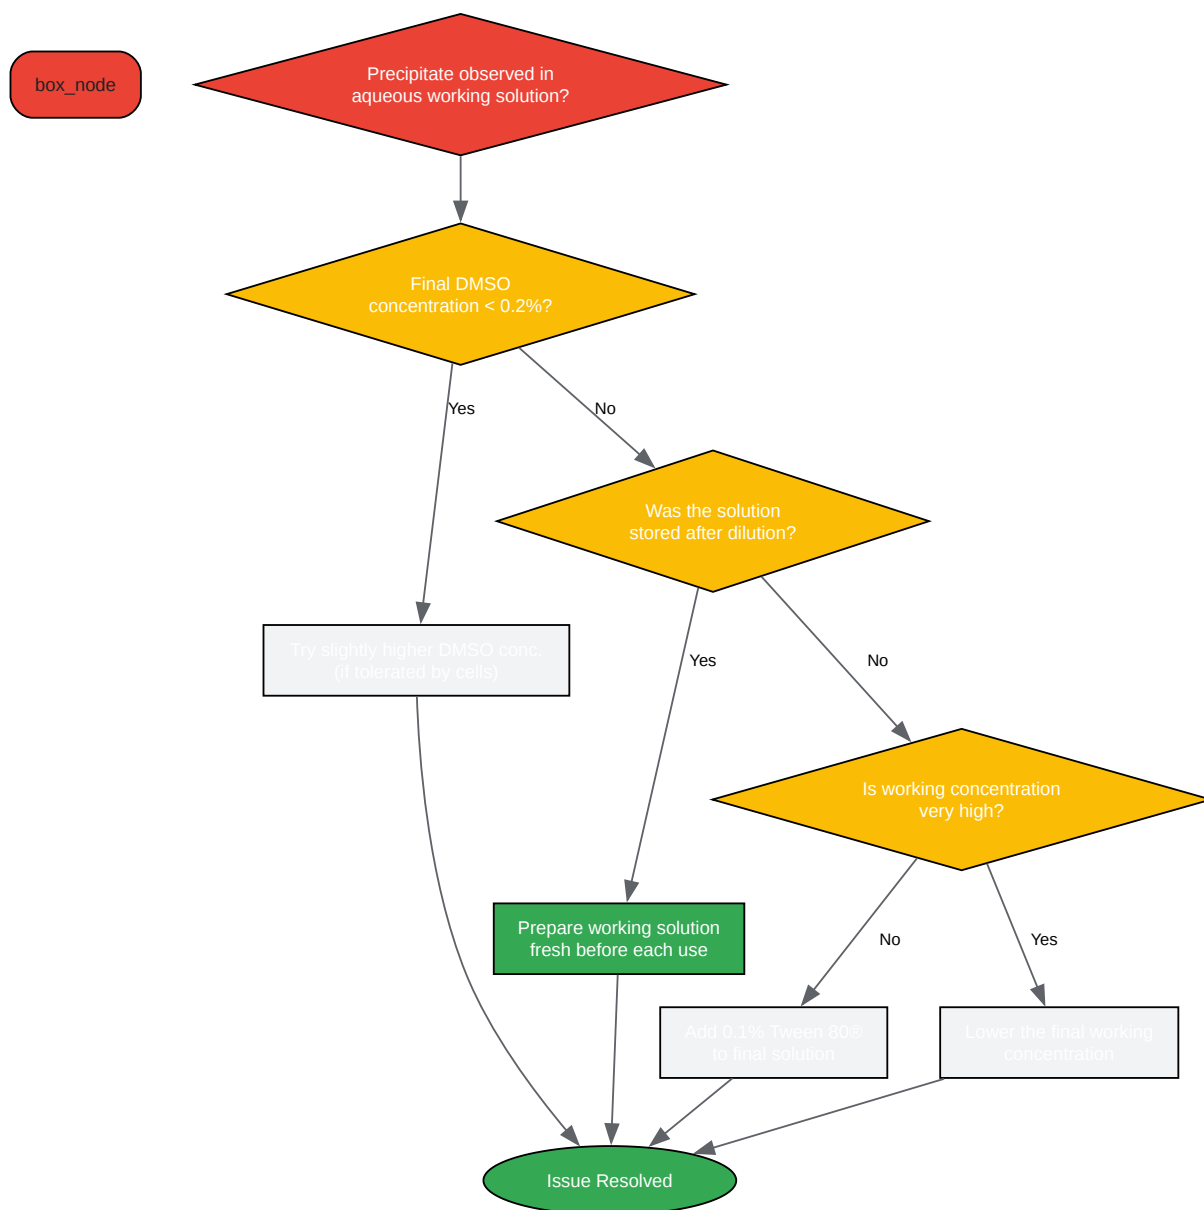 box_node
Precipitate observed in
aqueous working solution?
Final DMSO
concentration < 0.2%?
Yes
No
Was the solution
stored after dilution?
Try slightly higher DMSO conc.
(if tolerated by cells)
Yes
No
Is working concentration
very high?
Prepare working solution
fresh before each use
No
Yes
Add 0.1% Tween 80®
to final solution
Lower the final working
concentration
Issue Resolved